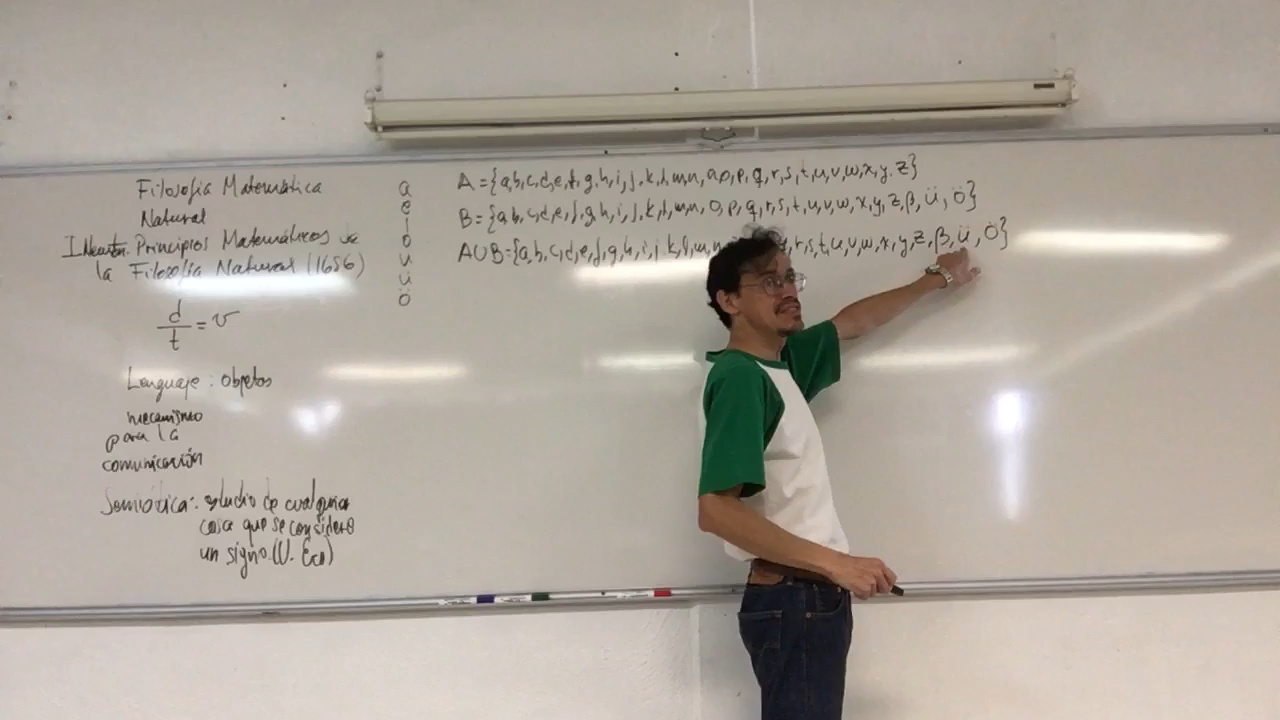 Filosofía Matemática
Natural
I. Newton. Principios Matemáticos de
la Filosofía Natural (1656)
d
t
= v
Lenguaje : objetos
mecanismo
para la
comunicación
Semiótica: estudio de cualquier
cosa que se considere
un signo. (U. Eco)
a
e
i
o
u
ü
ö
A = {a,b,c,d,e,f,g,h,i,j,k,l,m,n,ñ,o,p,q,r,s,t,u,v,w,x,y,z}
B = {a,b,c,d,e,f,g,h,i,j,k,l,m,n,o,p,q,r,s,t,u,v,w,x,y,z,β,ü,ö}
A∪B = {a,b,c,d,e,f,g,h,i,j,k,l,m,n r,s,t,u,v,w,x,y,z,β,ü,ö}